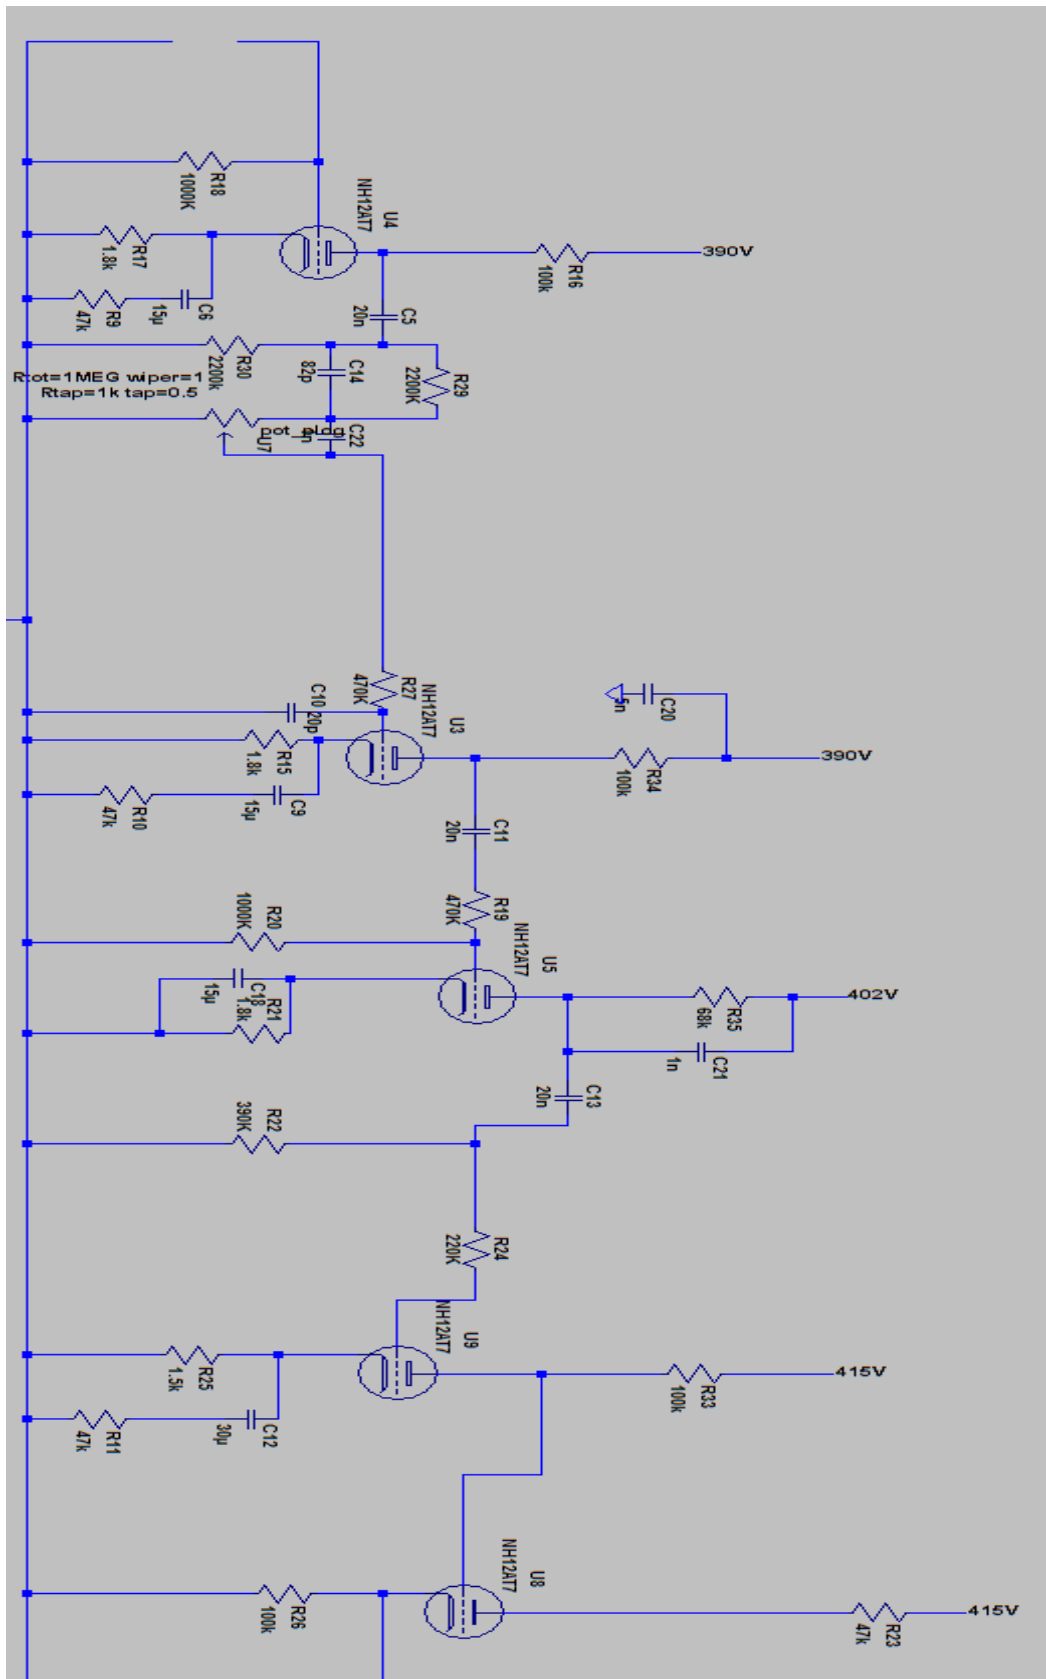 R18
1000K
NH12AT7
U4
R17
1.8k
R16
100k
390V
C6
15µ
R9
47k
C5
20n
R30
2200k
C14
82p
R29
2200K
Rtot=1MEG wiper=1
Rtap=1k tap=0.5
C22
U7
R27
470K
NH12AT7
U3
C10
20p
R15
1.8k
C20
5n
R34
100k
390V
C9
15µ
R10
47k
C11
20n
R19
470K
R20
1000K
NH12AT7
U5
C18
15µ
R21
1.8k
R35
68k
402V
C21
1n
C13
20n
R22
390K
R24
220K
NH12AT7
U9
R25
1.5k
R33
100k
415V
C12
30µ
R11
47k
NH12AT7
U8
R26
100k
R23
47k
415V